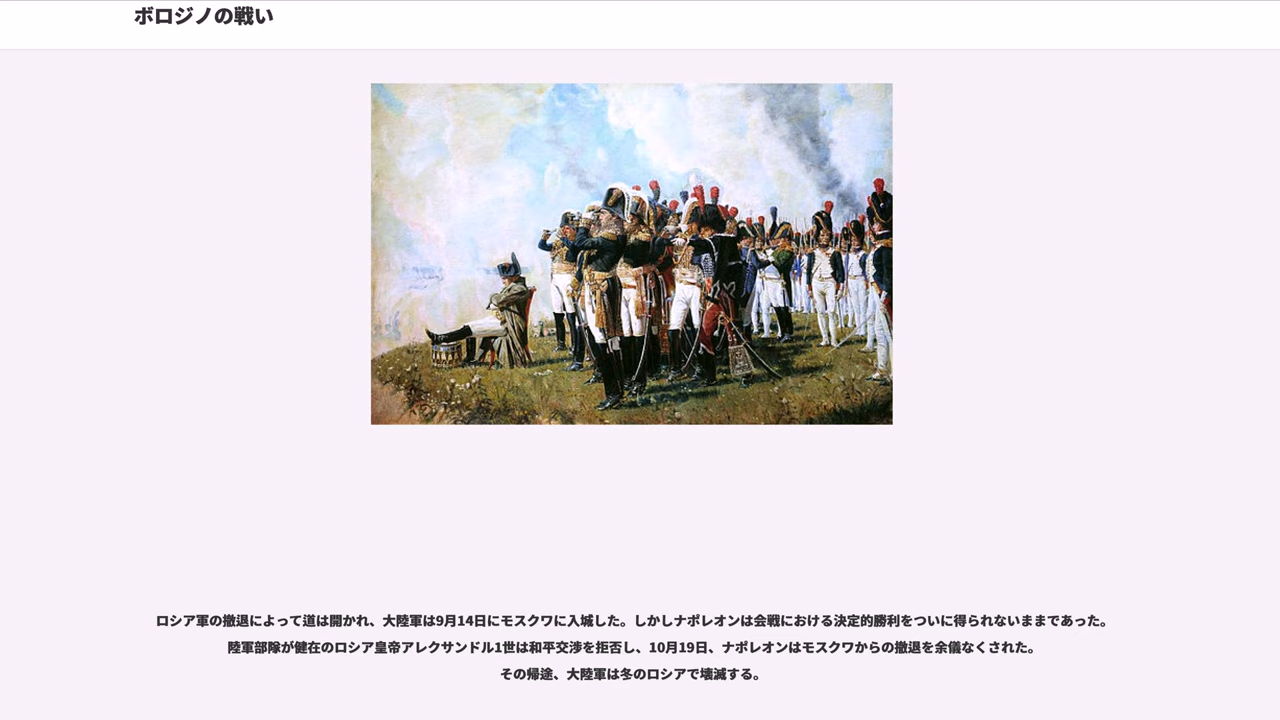 ボロジノの戦い
ロシア軍の撤退によって道は開かれ、大陸軍は9月14日にモスクワに入城した。しかしナポレオンは会戦における決定的勝利をついに得られないままであった。
陸軍部隊が健在のロシア皇帝アレクサンドル1世は和平交渉を拒否し、10月19日、ナポレオンはモスクワからの撤退を余儀なくされた。
その帰途、大陸軍は冬のロシアで壊滅する。